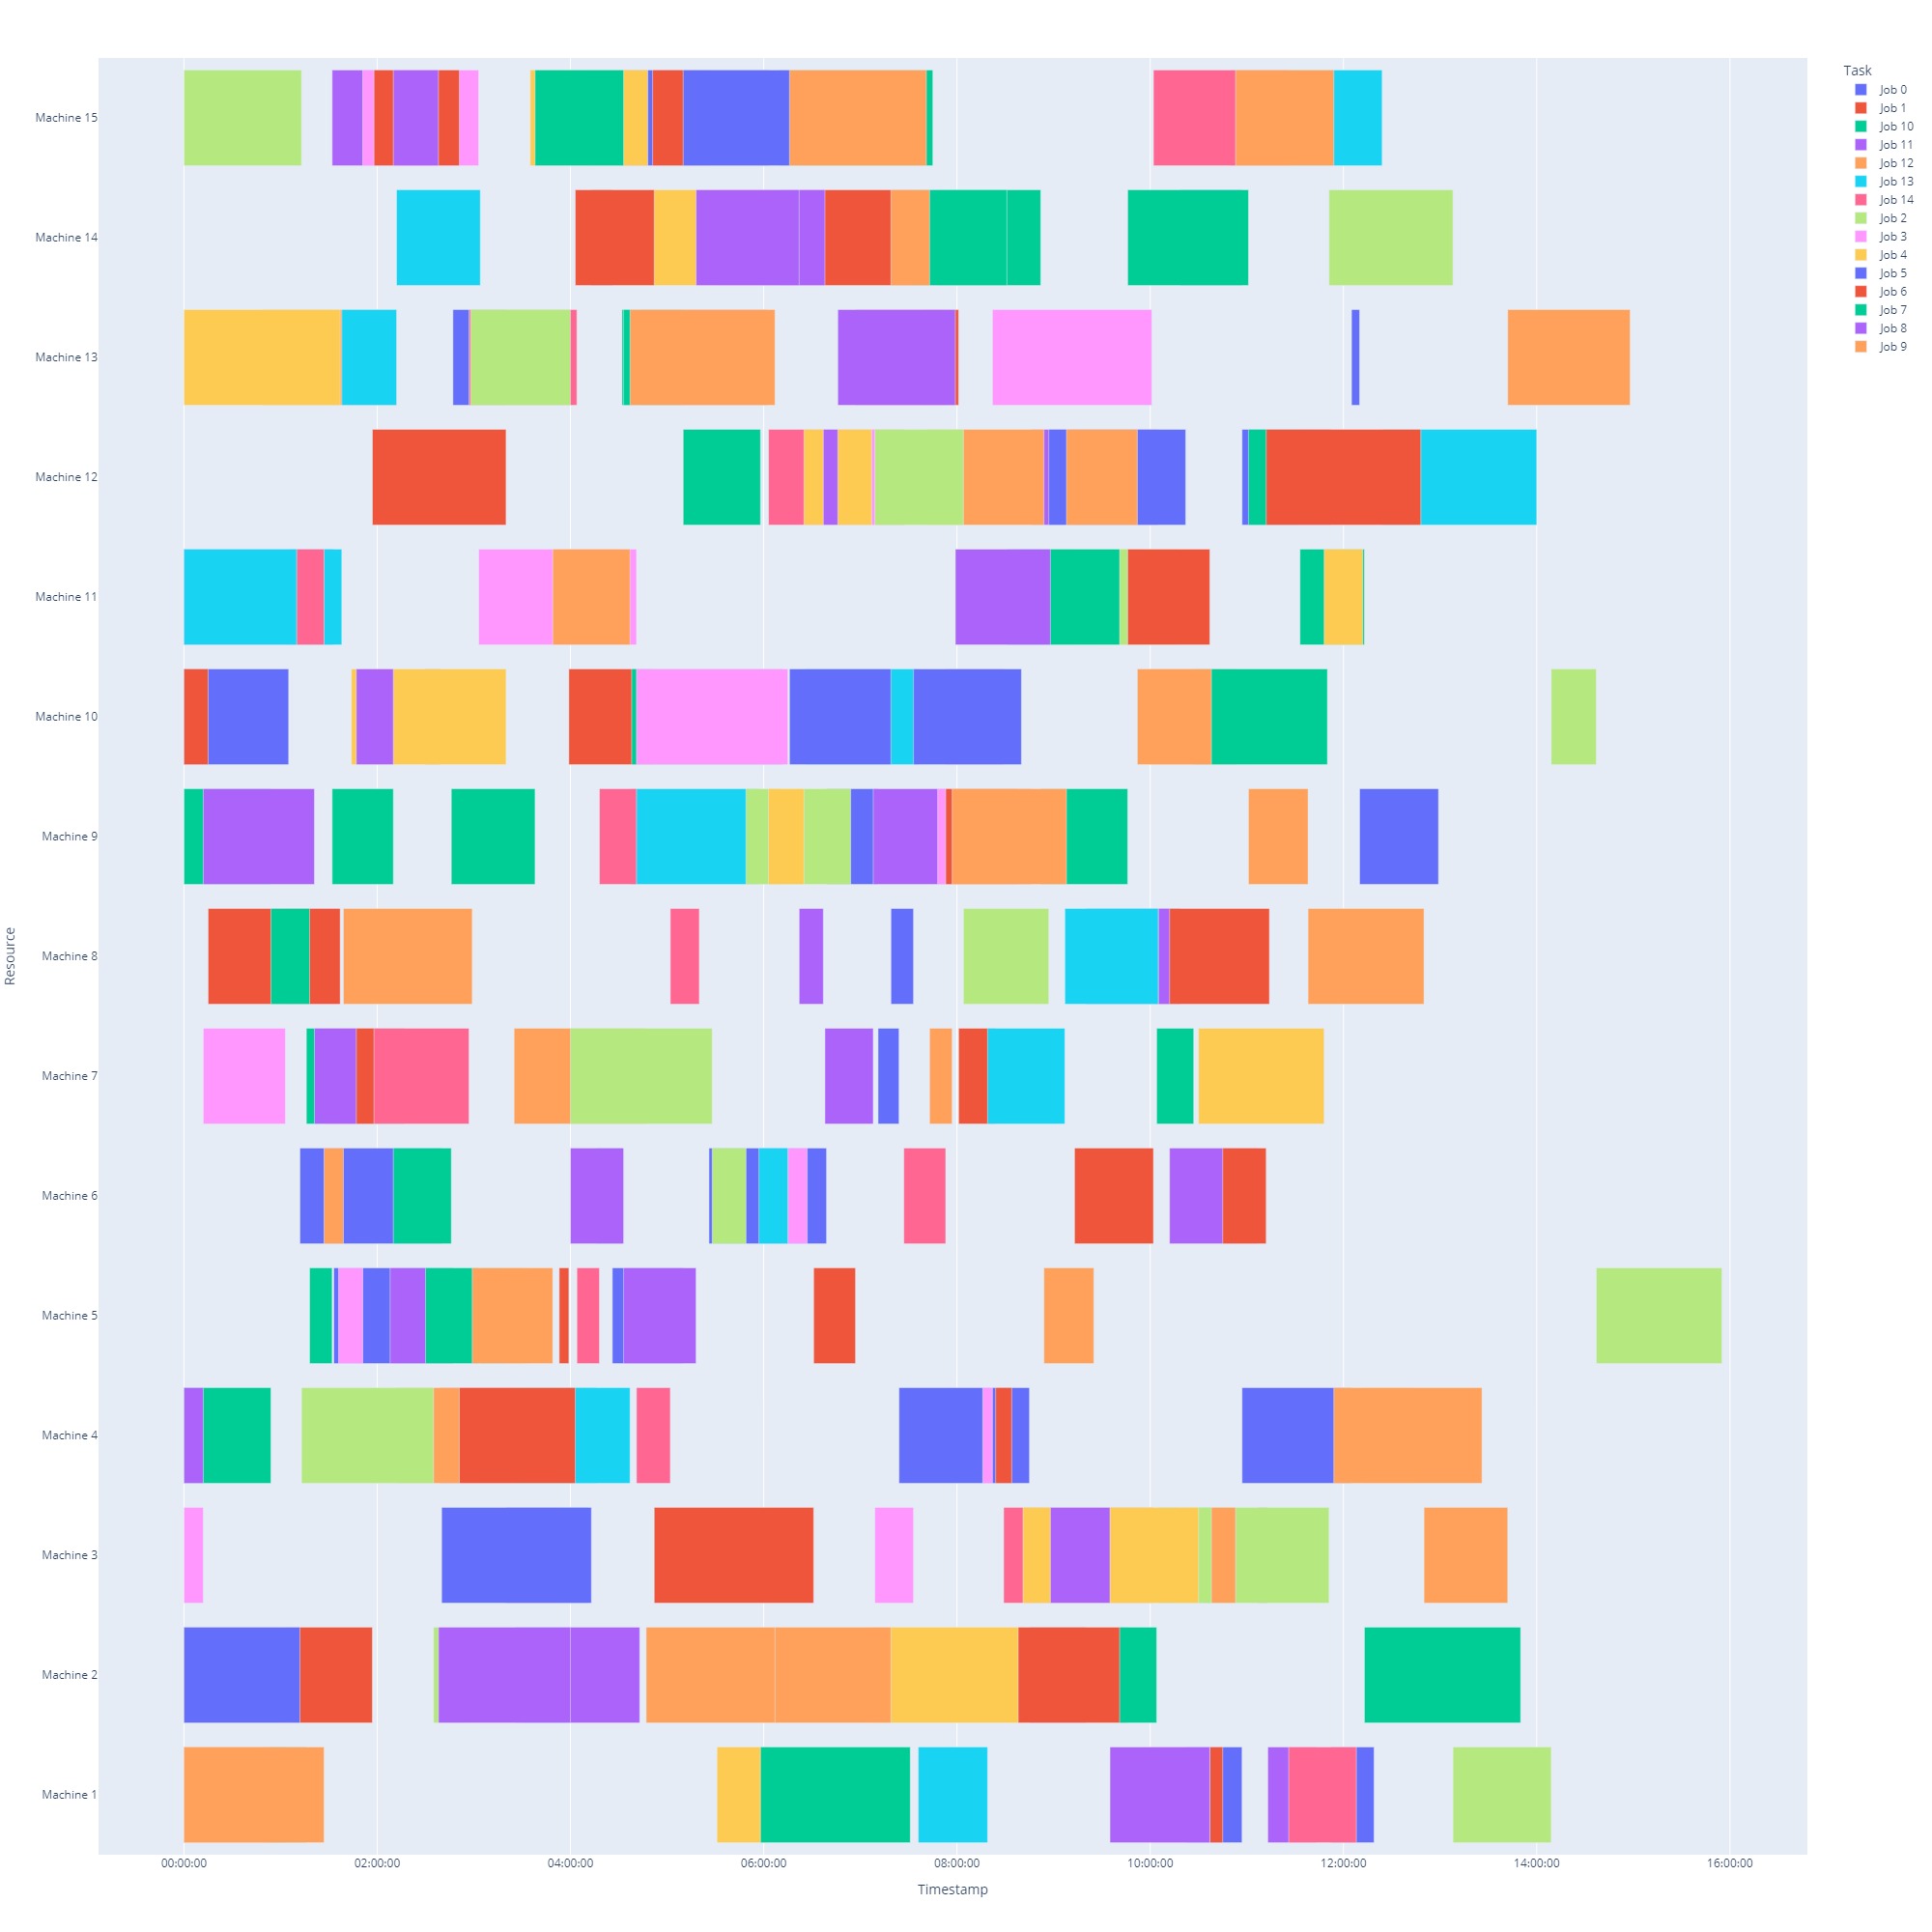 Task
Job 0
Job 1
Job 10
Job 11
Job 12
Job 13
Job 14
Job 2
Job 3
Job 4
Job 5
Job 6
Job 7
Job 8
Job 9
Resource
Machine 15
Machine 14
Machine 13
Machine 12
Machine 11
Machine 10
Machine 9
Machine 8
Machine 7
Machine 6
Machine 5
Machine 4
Machine 3
Machine 2
Machine 1
00:00:00 02:00:00 04:00:00 06:00:00 08:00:00 10:00:00 12:00:00 14:00:00 16:00:00
Timestamp